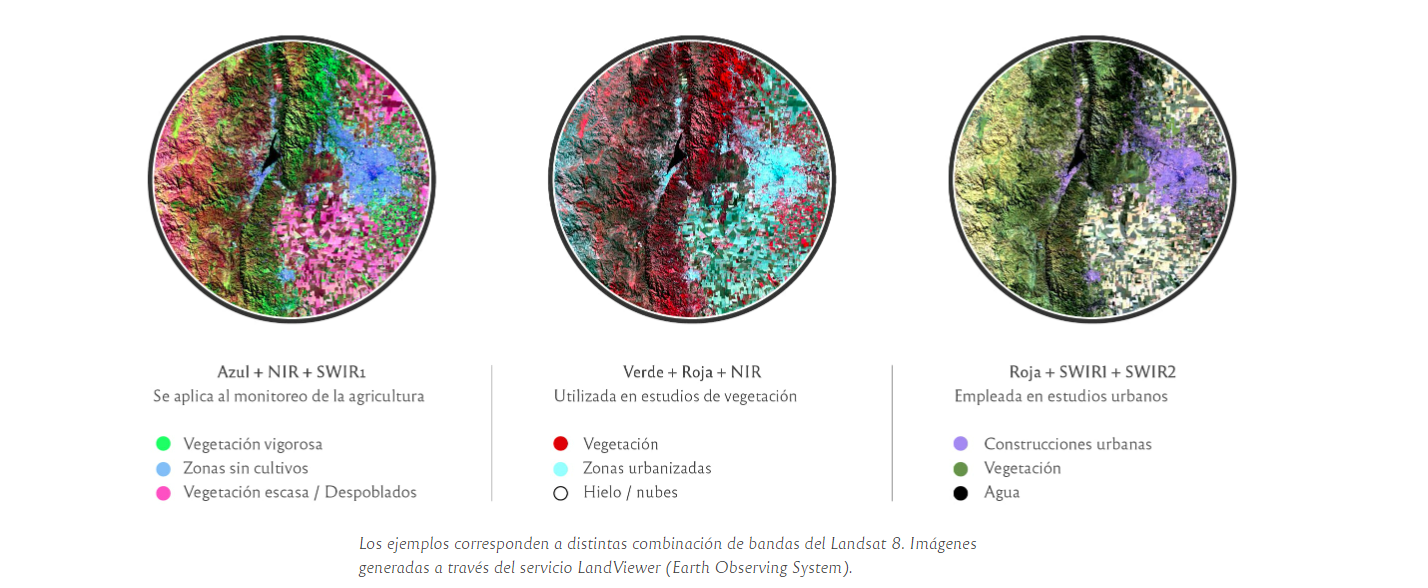 Azul + NIR + SWIR1
Se aplica al monitoreo de la agricultura
Vegetación vigorosa
Zonas sin cultivos
Vegetación escasa / Despoblados
Verde + Roja + NIR
Utilizada en estudios de vegetación
Vegetación
Zonas urbanizadas
Hielo / nubes
Roja + SWIR1 + SWIR2
Empleada en estudios urbanos
Construcciones urbanas
Vegetación
Agua
Los ejemplos corresponden a distintas combinación de bandas del Landsat 8. Imágenes
generadas a través del servicio LandViewer (Earth Observing System).